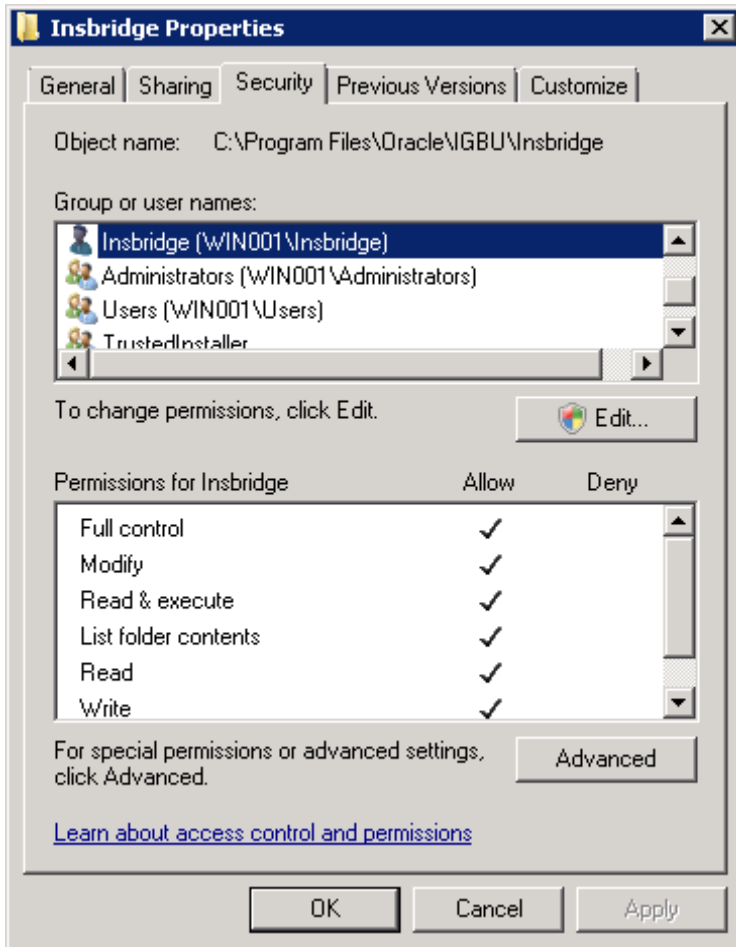 Insbridge Properties
General Sharing Security Previous Versions Customize
Object name: C:\Program Files\Oracle\IGBU\Insbridge
Group or user names:
Insbridge (WIN001\Insbridge)
Administrators (WIN001\Administrators)
Users (WIN001\Users)
TrustedInstaller
To change permissions, click Edit.
Edit...
Permissions for Insbridge Allow Deny
Full control
Modify
Read & execute
List folder contents
Read
Write
For special permissions or advanced settings,
click Advanced.
Advanced
Learn about access control and permissions
OK Cancel Apply